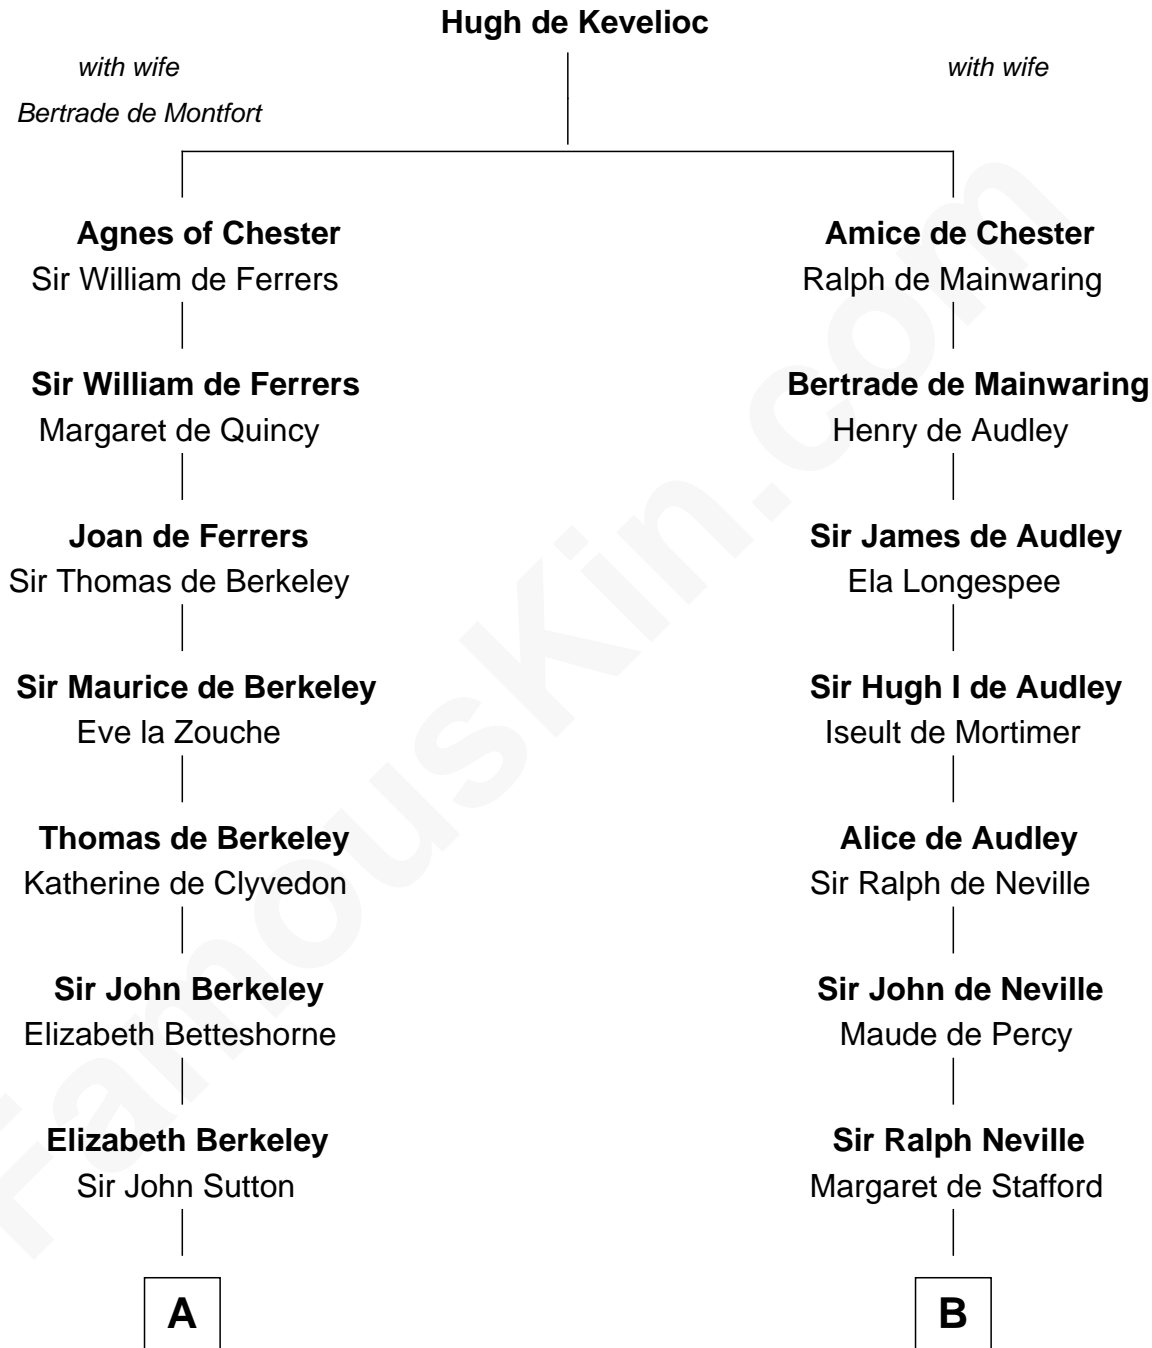 Hugh de Kevelioc
with wife
Bertrade de Montfort
with wife
Agnes of Chester
Sir William de Ferrers
Sir William de Ferrers
Margaret de Quincy
Joan de Ferrers
Sir Thomas de Berkeley
Sir Maurice de Berkeley
Eve la Zouche
Thomas de Berkeley
Katherine de Clyvedon
Sir John Berkeley
Elizabeth Betteshorne
Elizabeth Berkeley
Sir John Sutton
A
Amice de Chester
Ralph de Mainwaring
Bertrade de Mainwaring
Henry de Audley
Sir James de Audley
Ela Longespee
Sir Hugh I de Audley
Iseult de Mortimer
Alice de Audley
Sir Ralph de Neville
Sir John de Neville
Maude de Percy
Sir Ralph Neville
Margaret de Stafford
B
FamousKin.com